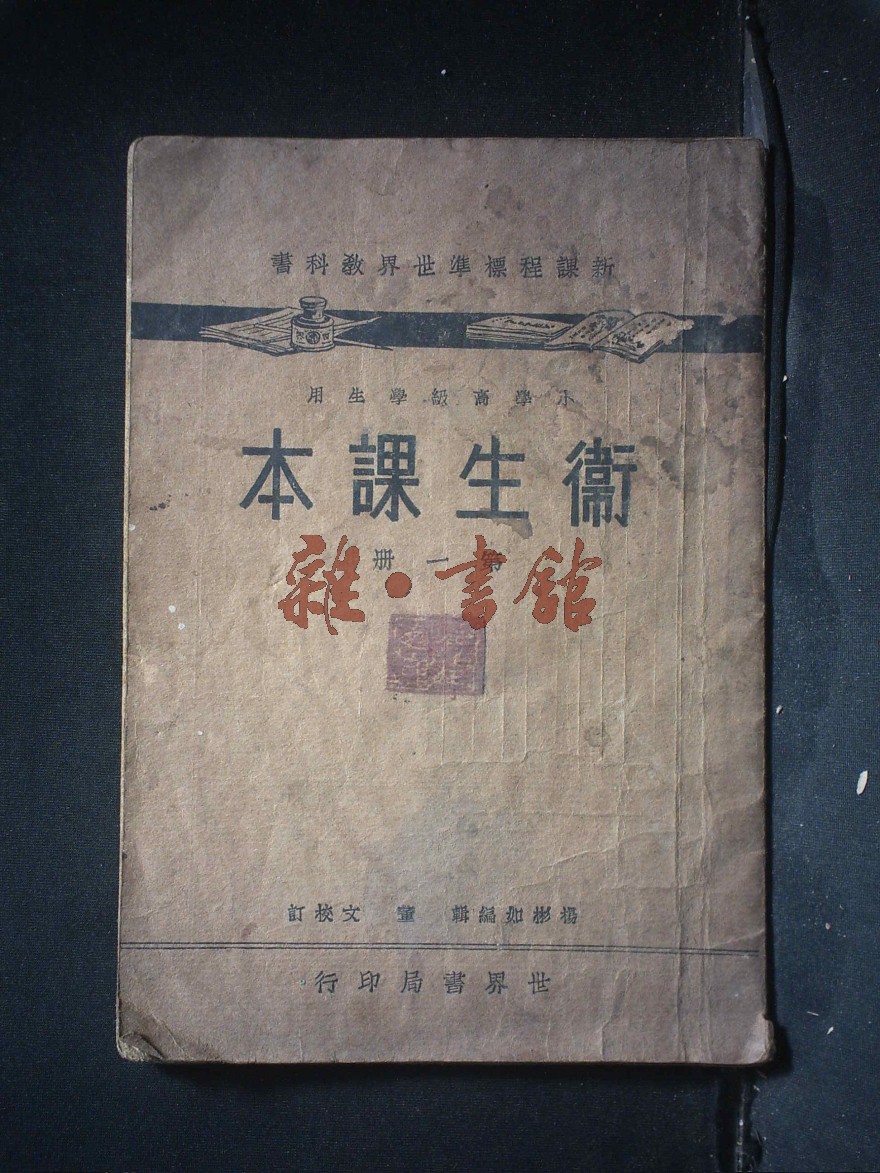 新課程標準世界教科書
小學高級學生用
衞生課本
第一册
雜·書館
楊彬如編輯 董文校訂
世界書局印行